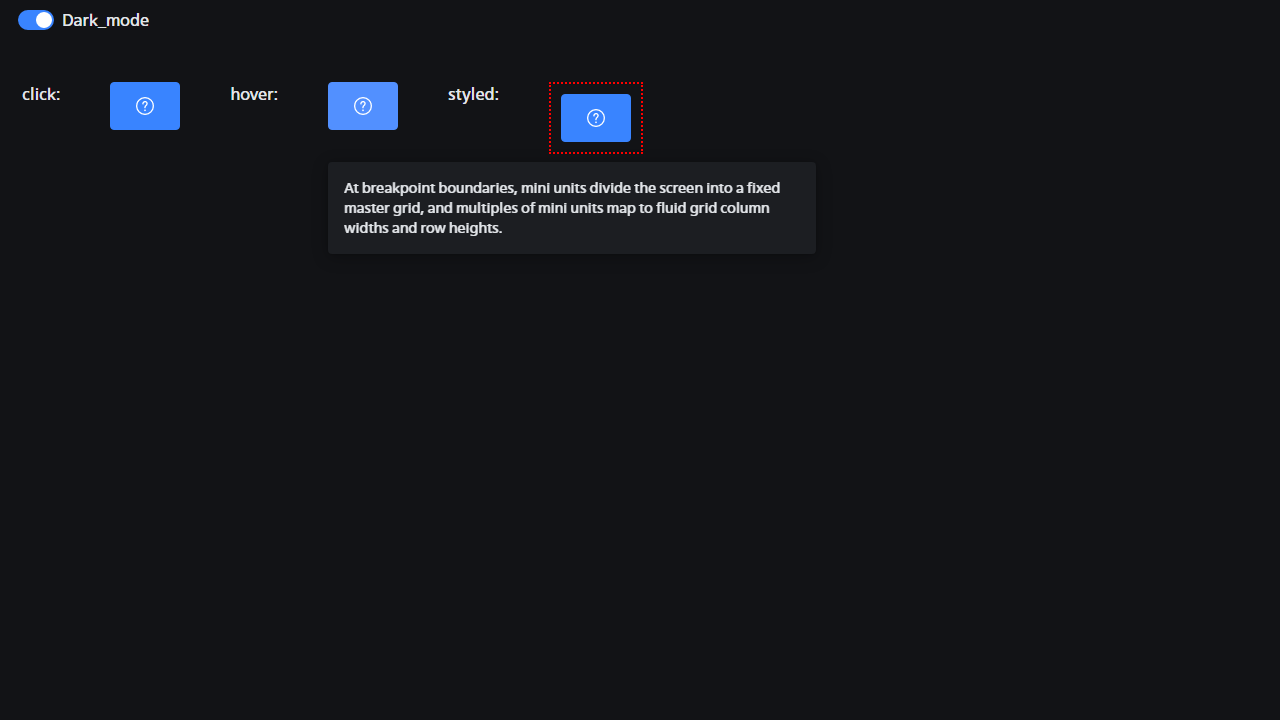 Dark_mode
click: hover: styled:
At breakpoint boundaries, mini units divide the screen into a fixed
master grid, and multiples of mini units map to fluid grid column
widths and row heights.